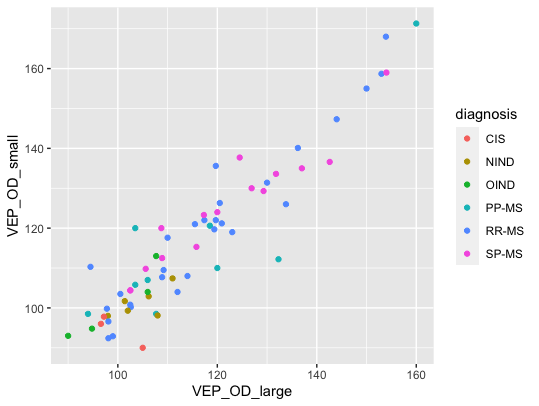 160
140
120
100
VEP_OD_small
100
120
140
160
VEP_OD_large
diagnosis
CIS
NIND
OIND
PP-MS
RR-MS
SP-MS